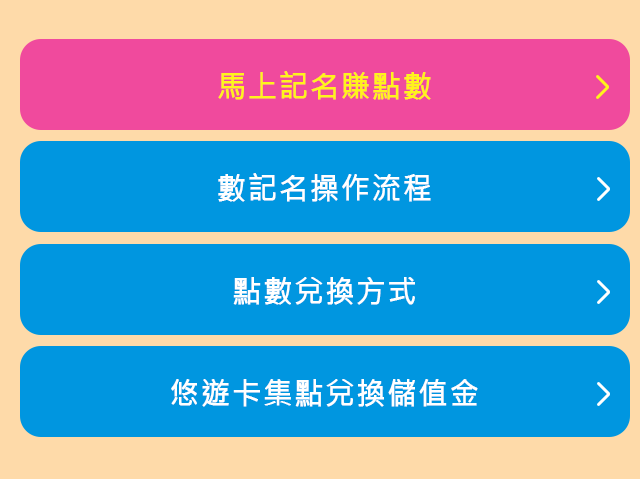 馬上記名賺點數
數記名操作流程
點數兌換方式
悠遊卡集點兌換儲值金